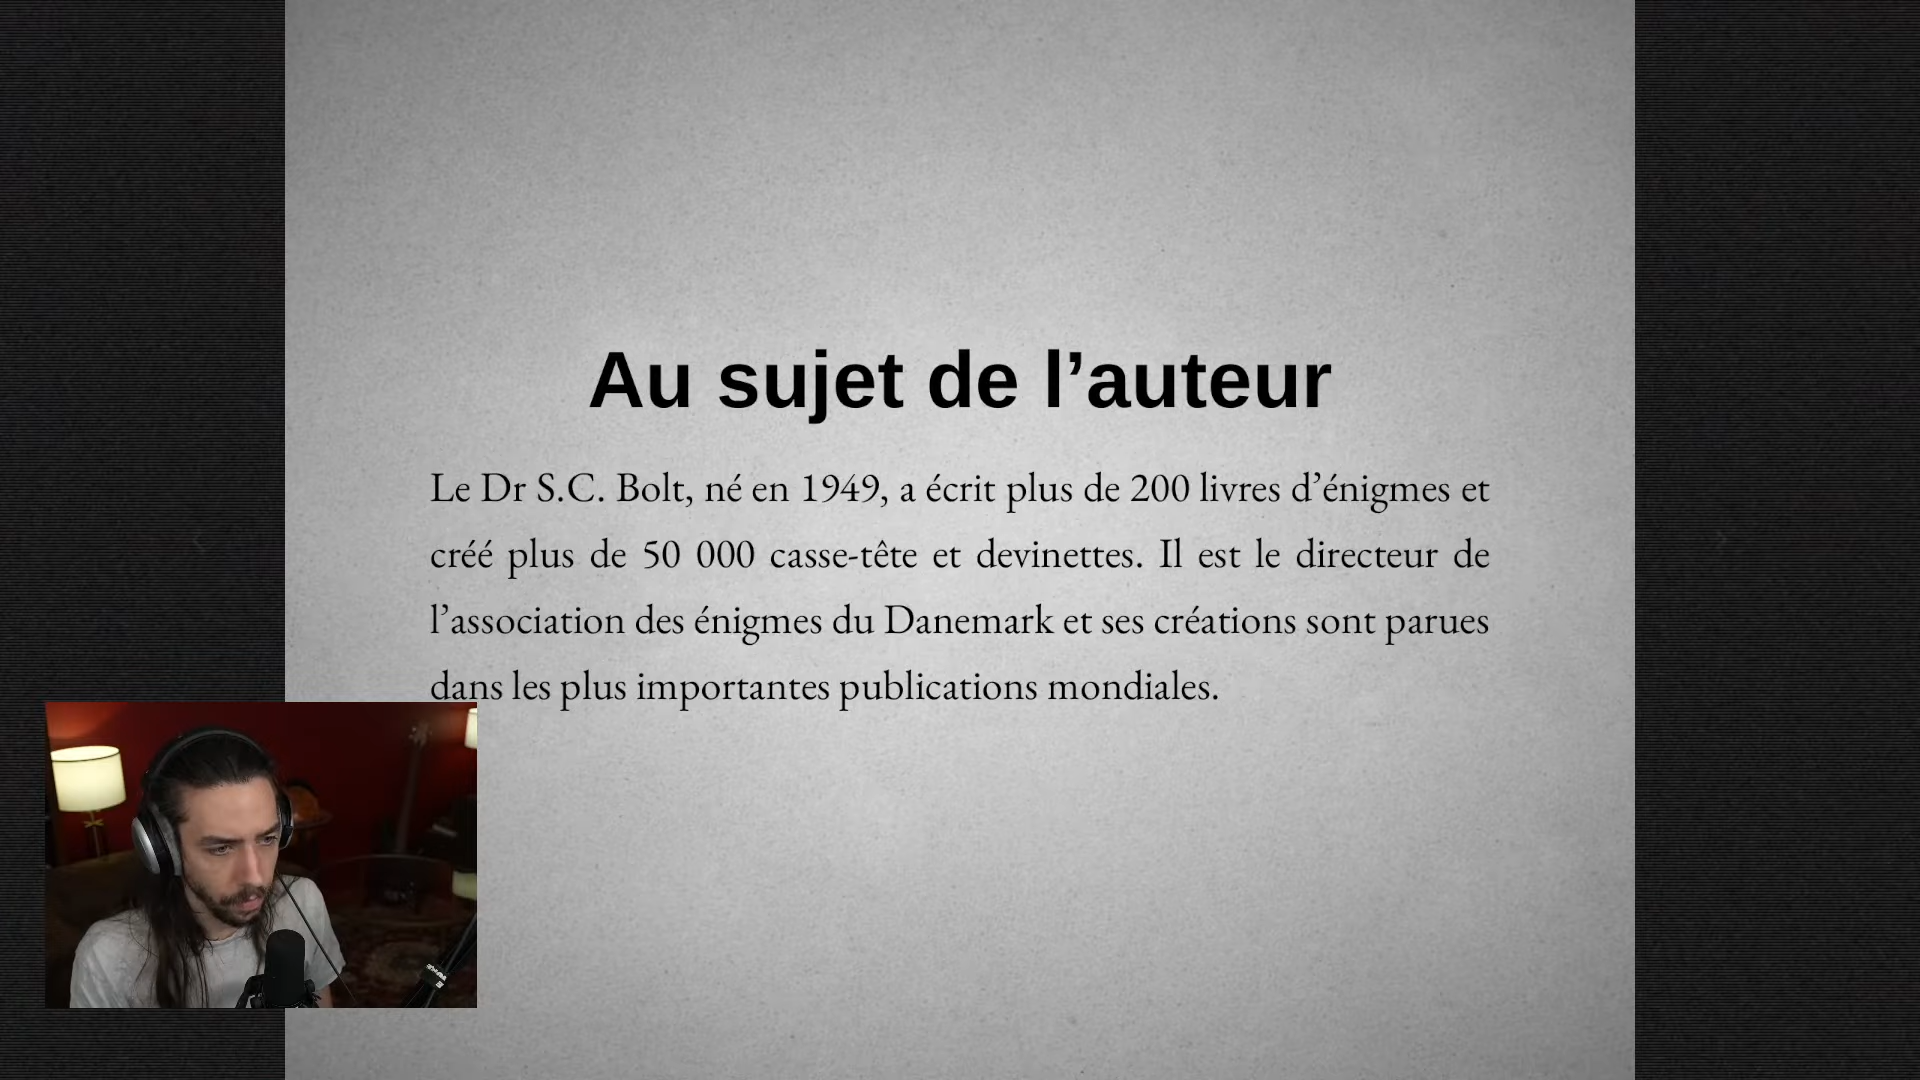 Au sujet de l’auteur
Le Dr S.C. Bolt, né en 1949, a écrit plus de 200 livres d’énigmes et
créé plus de 50 000 casse-tête et devinettes. Il est le directeur de
l’association des énigmes du Danemark et ses créations sont parues
dans les plus importantes publications mondiales.